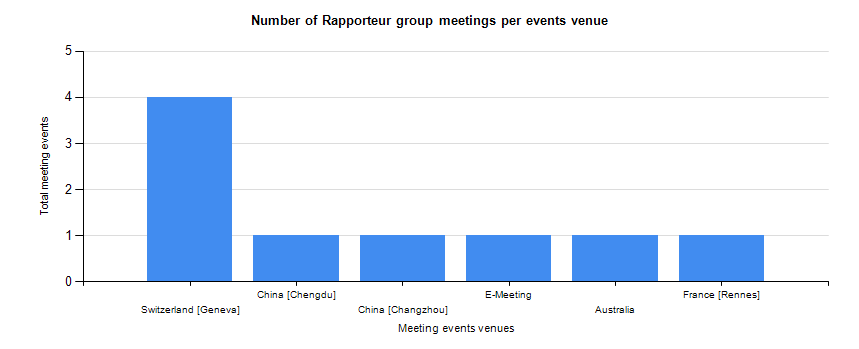 Number of Rapporteur group meetings per events venue
Total meeting events
5
4
3
2
1
0
Switzerland [Geneva]
China [Chengdu]
China [Changzhou]
E-Meeting
Australia
France [Rennes]
Meeting events venues